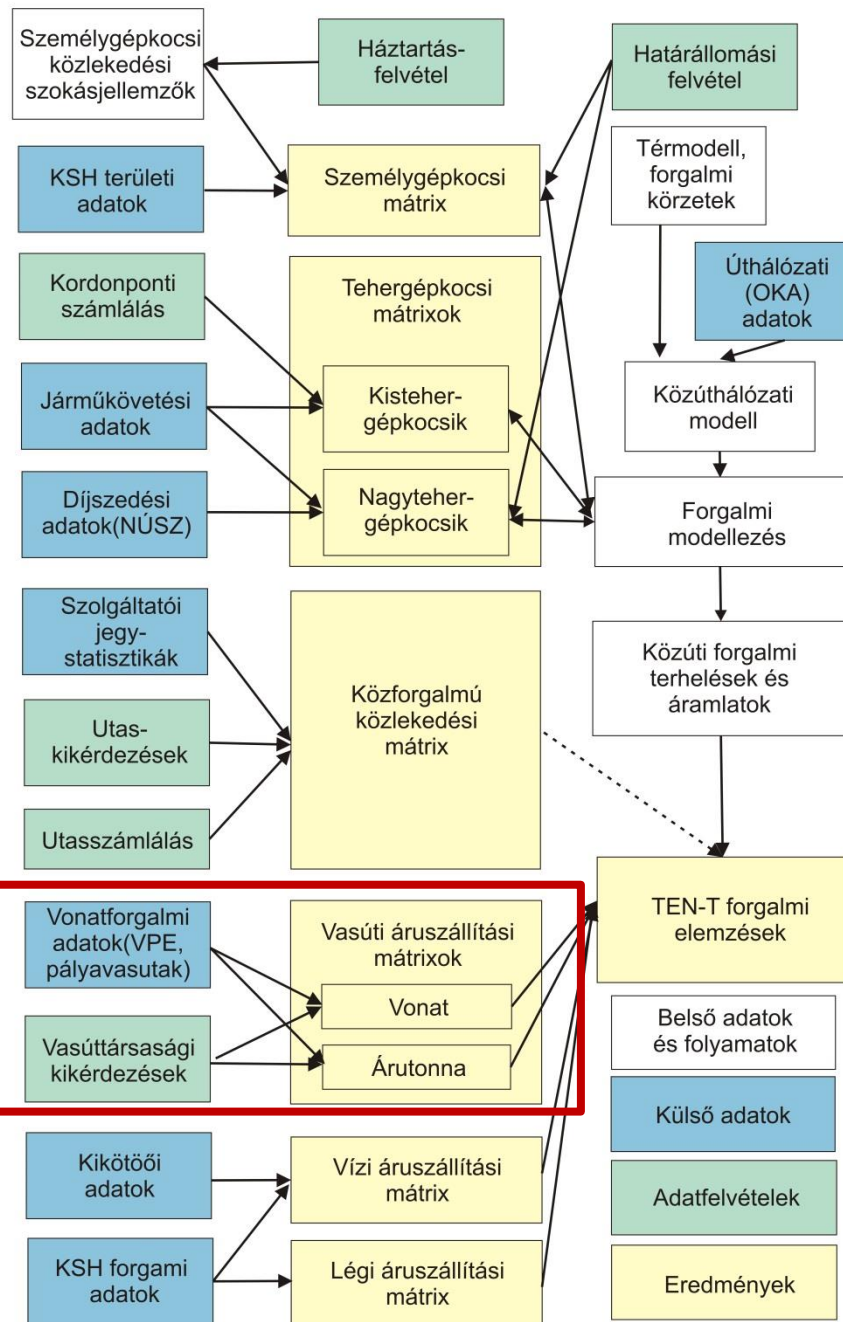 Személygépkocsi
közlekedési
szokásjellemzők
Háztartás-
felvétel
Határállomási
felvétel
KSH területi
adatok
Személygépkocsi
mátrix
Térmodell,
forgalmi
körzetek
Kordonponti
számlálás
Tehergépkocsi
mátrixok
Úthálózati
(OKA)
adatok
Járműkövetési
adatok
Kisteher-
gépkocsik
Közúthálózati
modell
Díjszedési
adatok(NÚSZ)
Nagyteher-
gépkocsik
Forgalmi
modellezés
Szolgáltatói
jegy-
statisztikák
Utas-
kikérdezések
Utasszámlálás
Közforgalmú
közlekedési
mátrix
Közúti forgalmi
terhelések és
áramlatok
Vonatforgalmi
adatok(VPE,
pályavasutak)
Vasúti áruszállítási
mátrixok
Vonat
Árutonna
TEN-T forgalmi
elemzések
Vasúttársasági
kikérdezések
Belső adatok
és folyamatok
Külső adatok
Kikötöői
adatok
Vízi áruszállítási
mátrix
Adatfelvételek
KSH forgami
adatok
Légi áruszállítási
mátrix
Eredmények